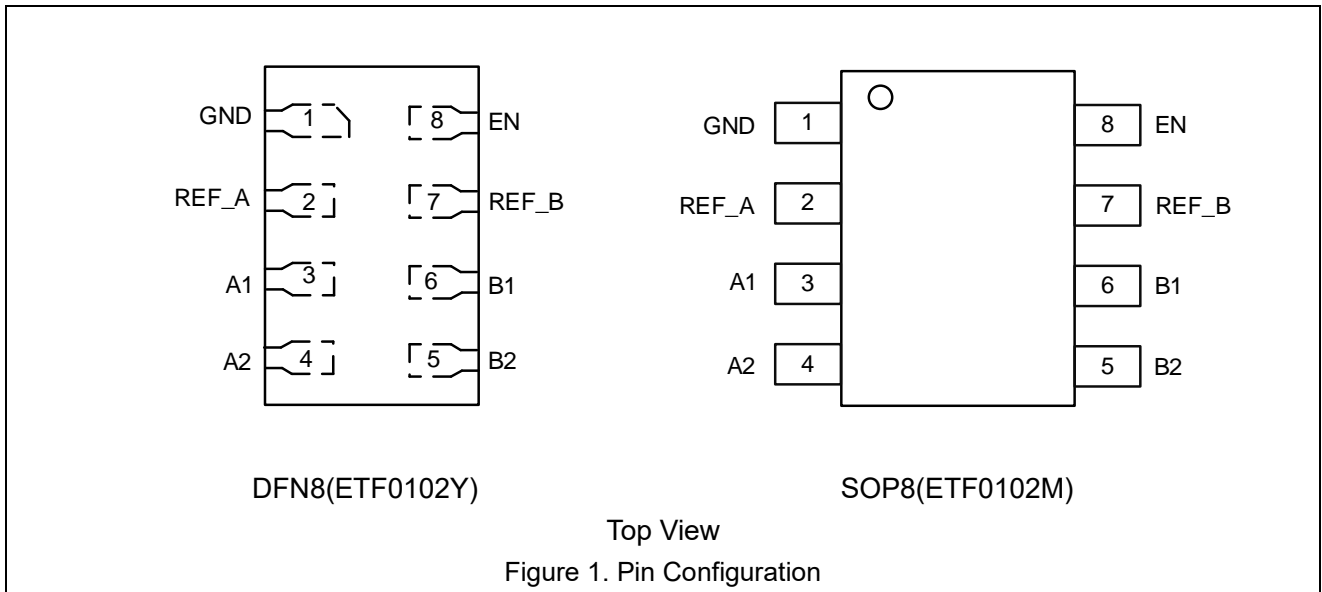 GND 1 8 EN
REF_A 2 7 REF_B
A1 3 6 B1
A2 4 5 B2
DFN8(ETF0102Y)
GND 1 8 EN
REF_A 2 7 REF_B
A1 3 6 B1
A2 4 5 B2
SOP8(ETF0102M)
Top View
Figure 1. Pin Configuration